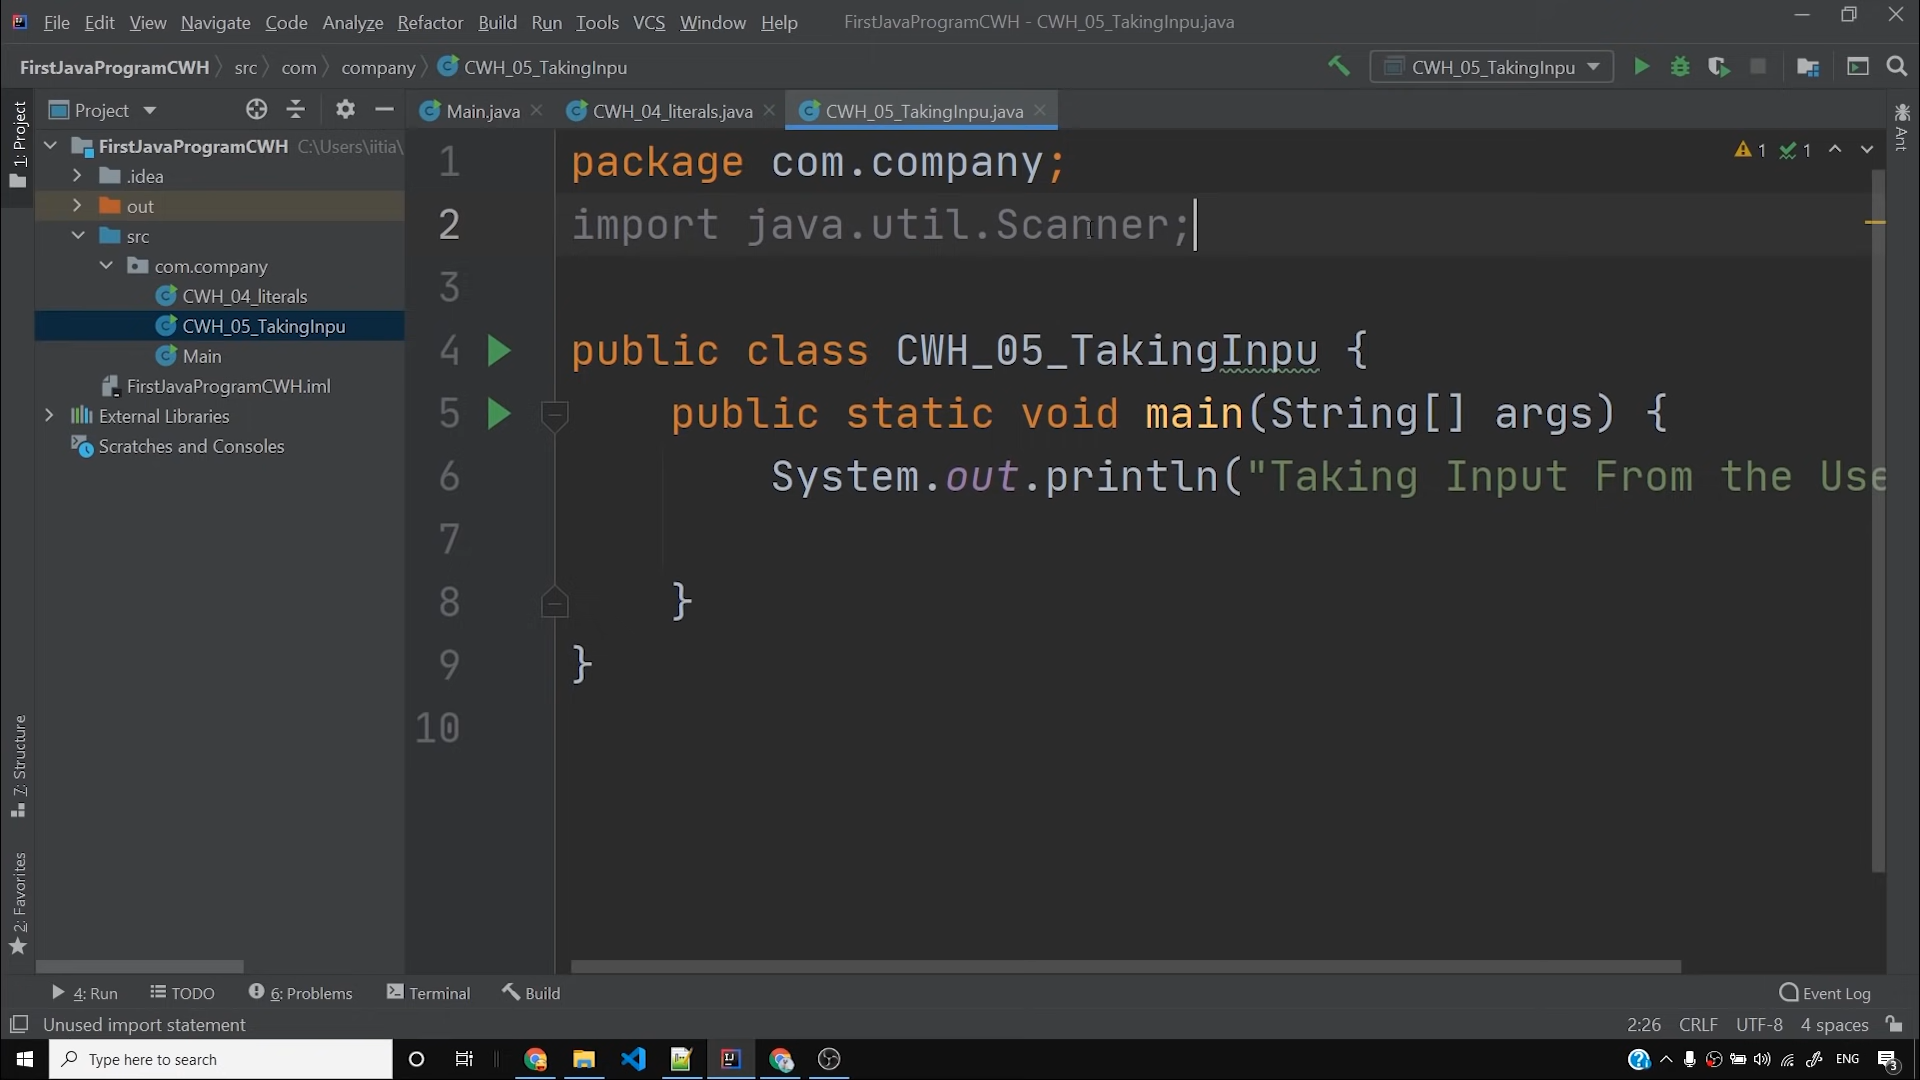 File Edit View Navigate Code Analyze Refactor Build Run Tools VCS Window Help FirstJavaProgramCWH - CWH_05_TakingInpu.java
FirstJavaProgramCWH src com company CWH_05_TakingInpu CWH_05_TakingInpu
Project Main.java CWH_04_literals.java CWH_05_TakingInpu.java
1: Project
7: Structure
2: Favorites
Ant
FirstJavaProgramCWH C:\Users\iitia\
.idea
out
src
com.company
CWH_04_literals
CWH_05_TakingInpu
Main
FirstJavaProgramCWH.iml
External Libraries
Scratches and Consoles
1 1
1 package com.company;
2 import java.util.Scanner;
3
4 public class CWH_05_TakingInpu {
5 public static void main(String[] args) {
6 System.out.println("Taking Input From the Use
7
8 }
9 }
10
4: Run TODO 6: Problems Terminal Build Event Log
Unused import statement 2:26 CRLF UTF-8 4 spaces
Type here to search ENG 3